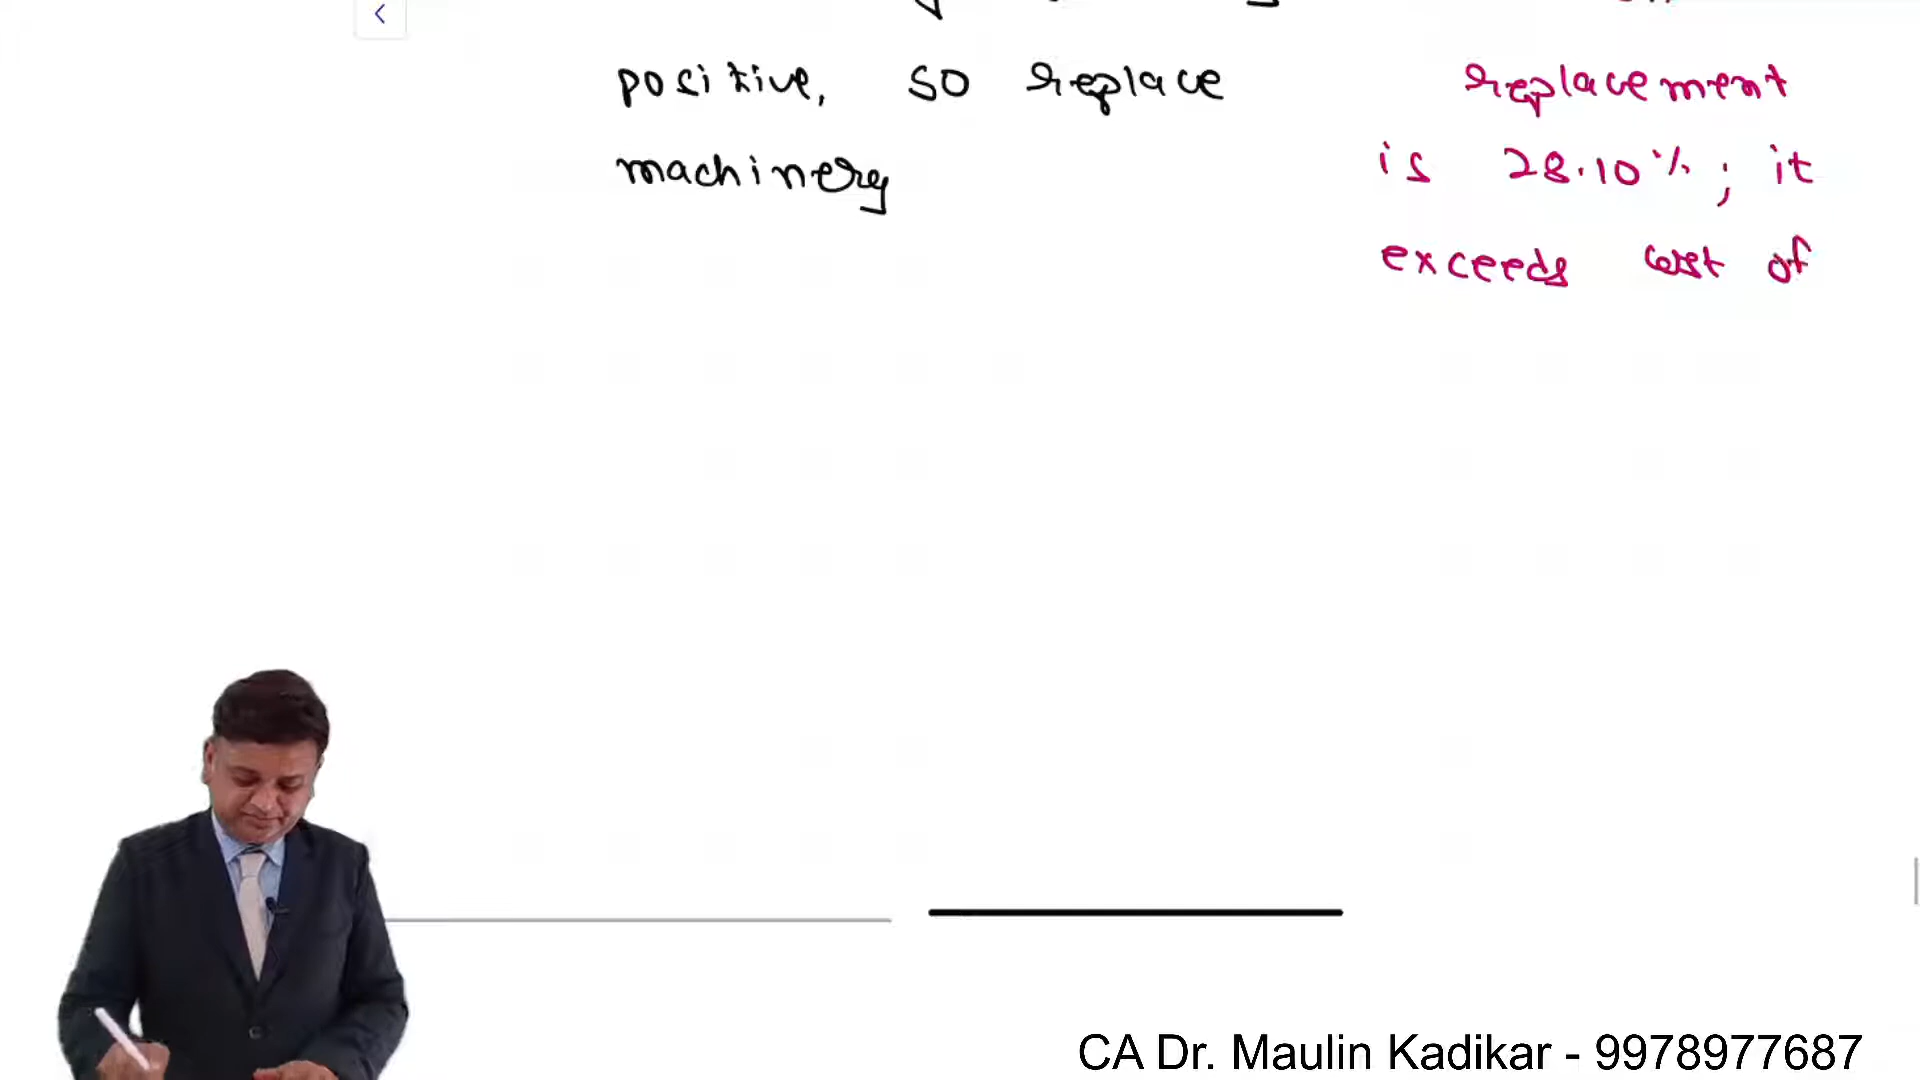 positive, so replace
machinery
replacement
is 28.10%; it
exceeds cost of
CA Dr. Maulin Kadikar - 9978977687